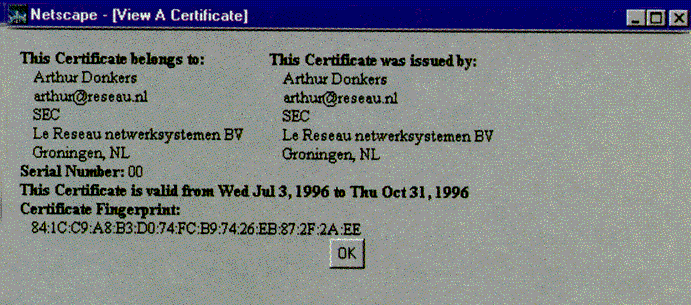 Netscape - [View A Certificate]
This Certificate belongs to:
Arthur Donkers
arthur@reseau.nl
SEC
Le Reseau netwerksystemen BV
Groningen, NL
This Certificate was issued by:
Arthur Donkers
arthur@reseau.nl
SEC
Le Reseau netwerksystemen BV
Groningen, NL
Serial Number: 00
This Certificate is valid from Wed Jul 3, 1996 to Thu Oct 31, 1996
Certificate Fingerprint:
84:1C:C9:A8:B3:D0:74:FC:B9:74:26:EB:87:2F:2A:EE
OK